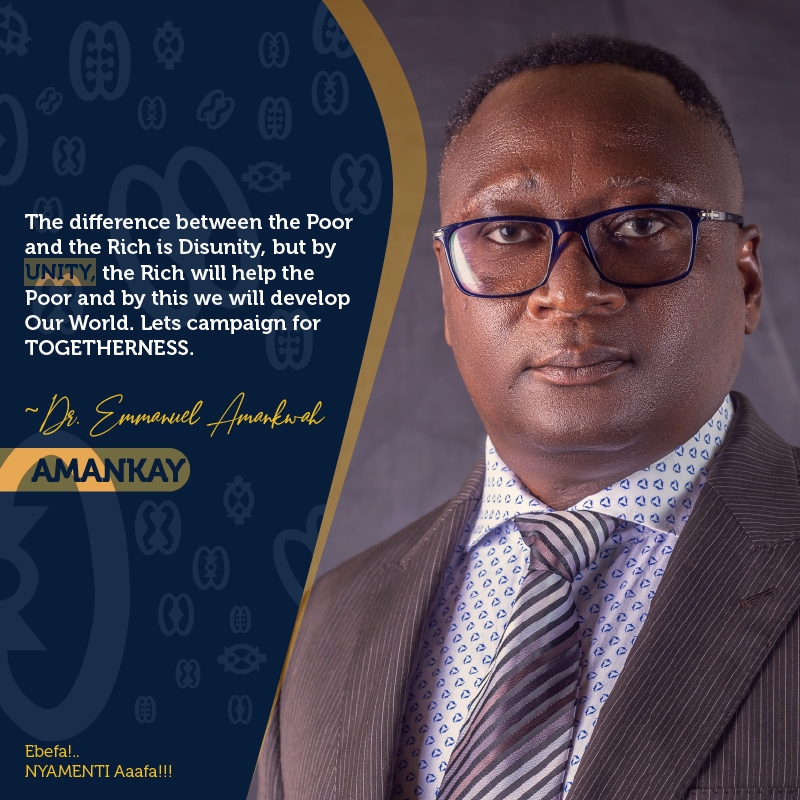 The difference between the Poor
and the Rich is Disunity, but by
UNITY, the Rich will help the
Poor and by this we will develop
Our World. Lets campaign for
TOGETHERNESS.
~Dr. Emmanuel Amankwah
AMANKAY
Ebefa!..
NYAMENTI Aaafa!!!